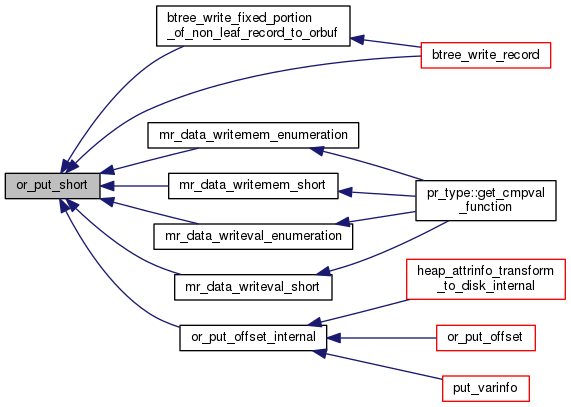 btree_write_fixed_portion
_of_non_leaf_record_to_orbuf
btree_write_record
mr_data_writemem_enumeration
or_put_short
mr_data_writemem_short
pr_type::get_cmpval
_function
mr_data_writeval_enumeration
mr_data_writeval_short
heap_attrinfo_transform
_to_disk_internal
or_put_offset_internal
or_put_offset
put_varinfo